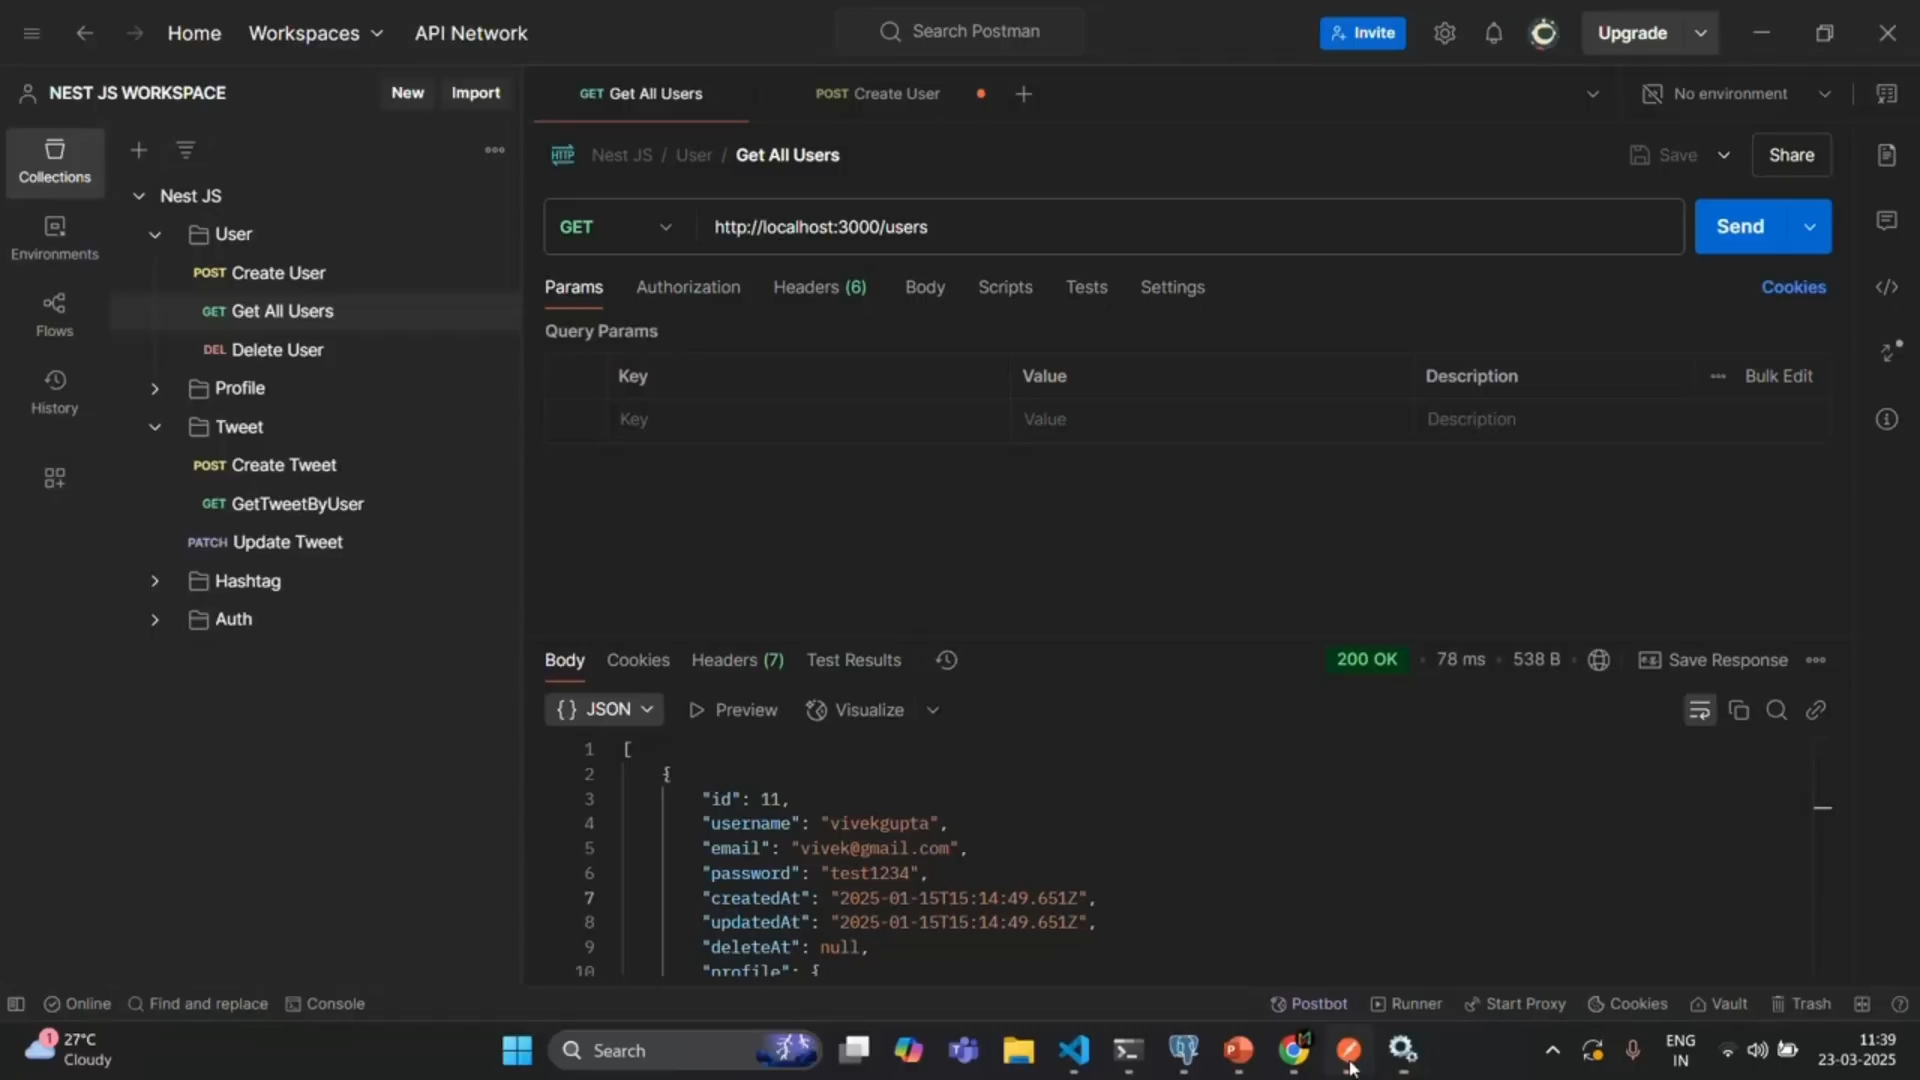 Home Workspaces API Network Search Postman Invite Upgrade
NEST JS WORKSPACE New Import
GET Get All Users POST Create User No environment
Collections
Environments
Flows
History
Nest JS
User
POST Create User
GET Get All Users
DEL Delete User
Profile
Tweet
POST Create Tweet
GET GetTweetByUser
PATCH Update Tweet
Hashtag
Auth
HTTP Nest JS / User / Get All Users Save Share
GET http://localhost:3000/users Send
Params Authorization Headers (6) Body Scripts Tests Settings Cookies
Query Params
Key Value Description Bulk Edit
Key Value Description
Body Cookies Headers (7) Test Results 200 OK 78 ms 538 B Save Response
{} JSON Preview Visualize
1 [
2 {
3 "id": 11,
4 "username": "vivekgupta",
5 "email": "vivek@gmail.com",
6 "password": "test1234",
7 "createdAt": "2025-01-15T15:14:49.651Z",
8 "updatedAt": "2025-01-15T15:14:49.651Z",
9 "deleteAt": null,
10 "profile": {
Online Find and replace Console Postbot Runner Start Proxy Cookies Vault Trash
1 27°C
Cloudy
Search
ENG
IN
11:39
23-03-2025